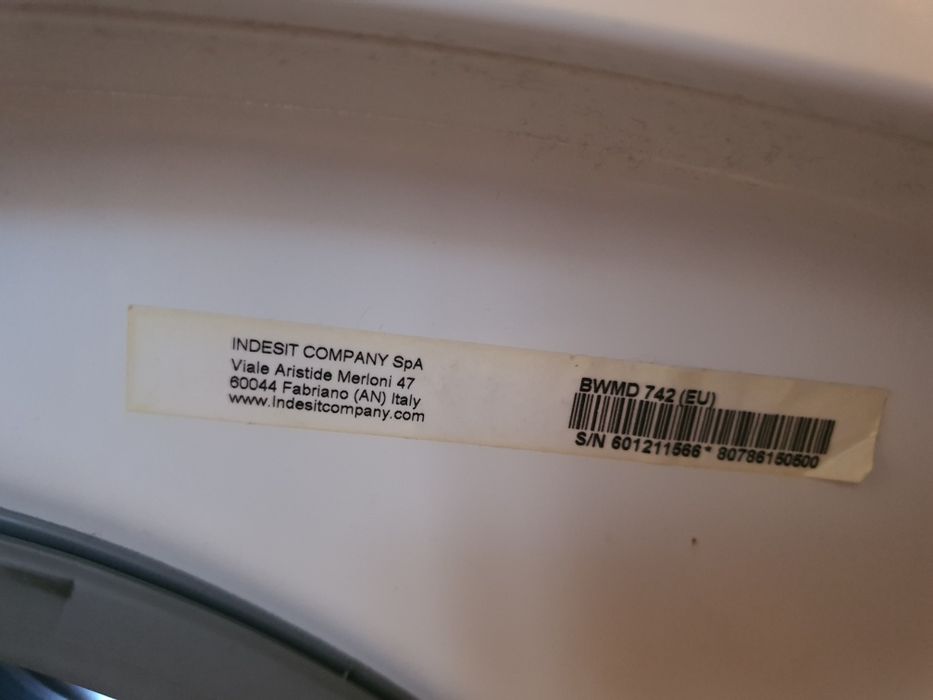 INDESIT COMPANY SpA
Viale Aristide Merloni 47
60044 Fabriano (AN) Italy
www.Indesitcompany.com
BWMD 742 (EU)
S/N 601211566* 80786150500